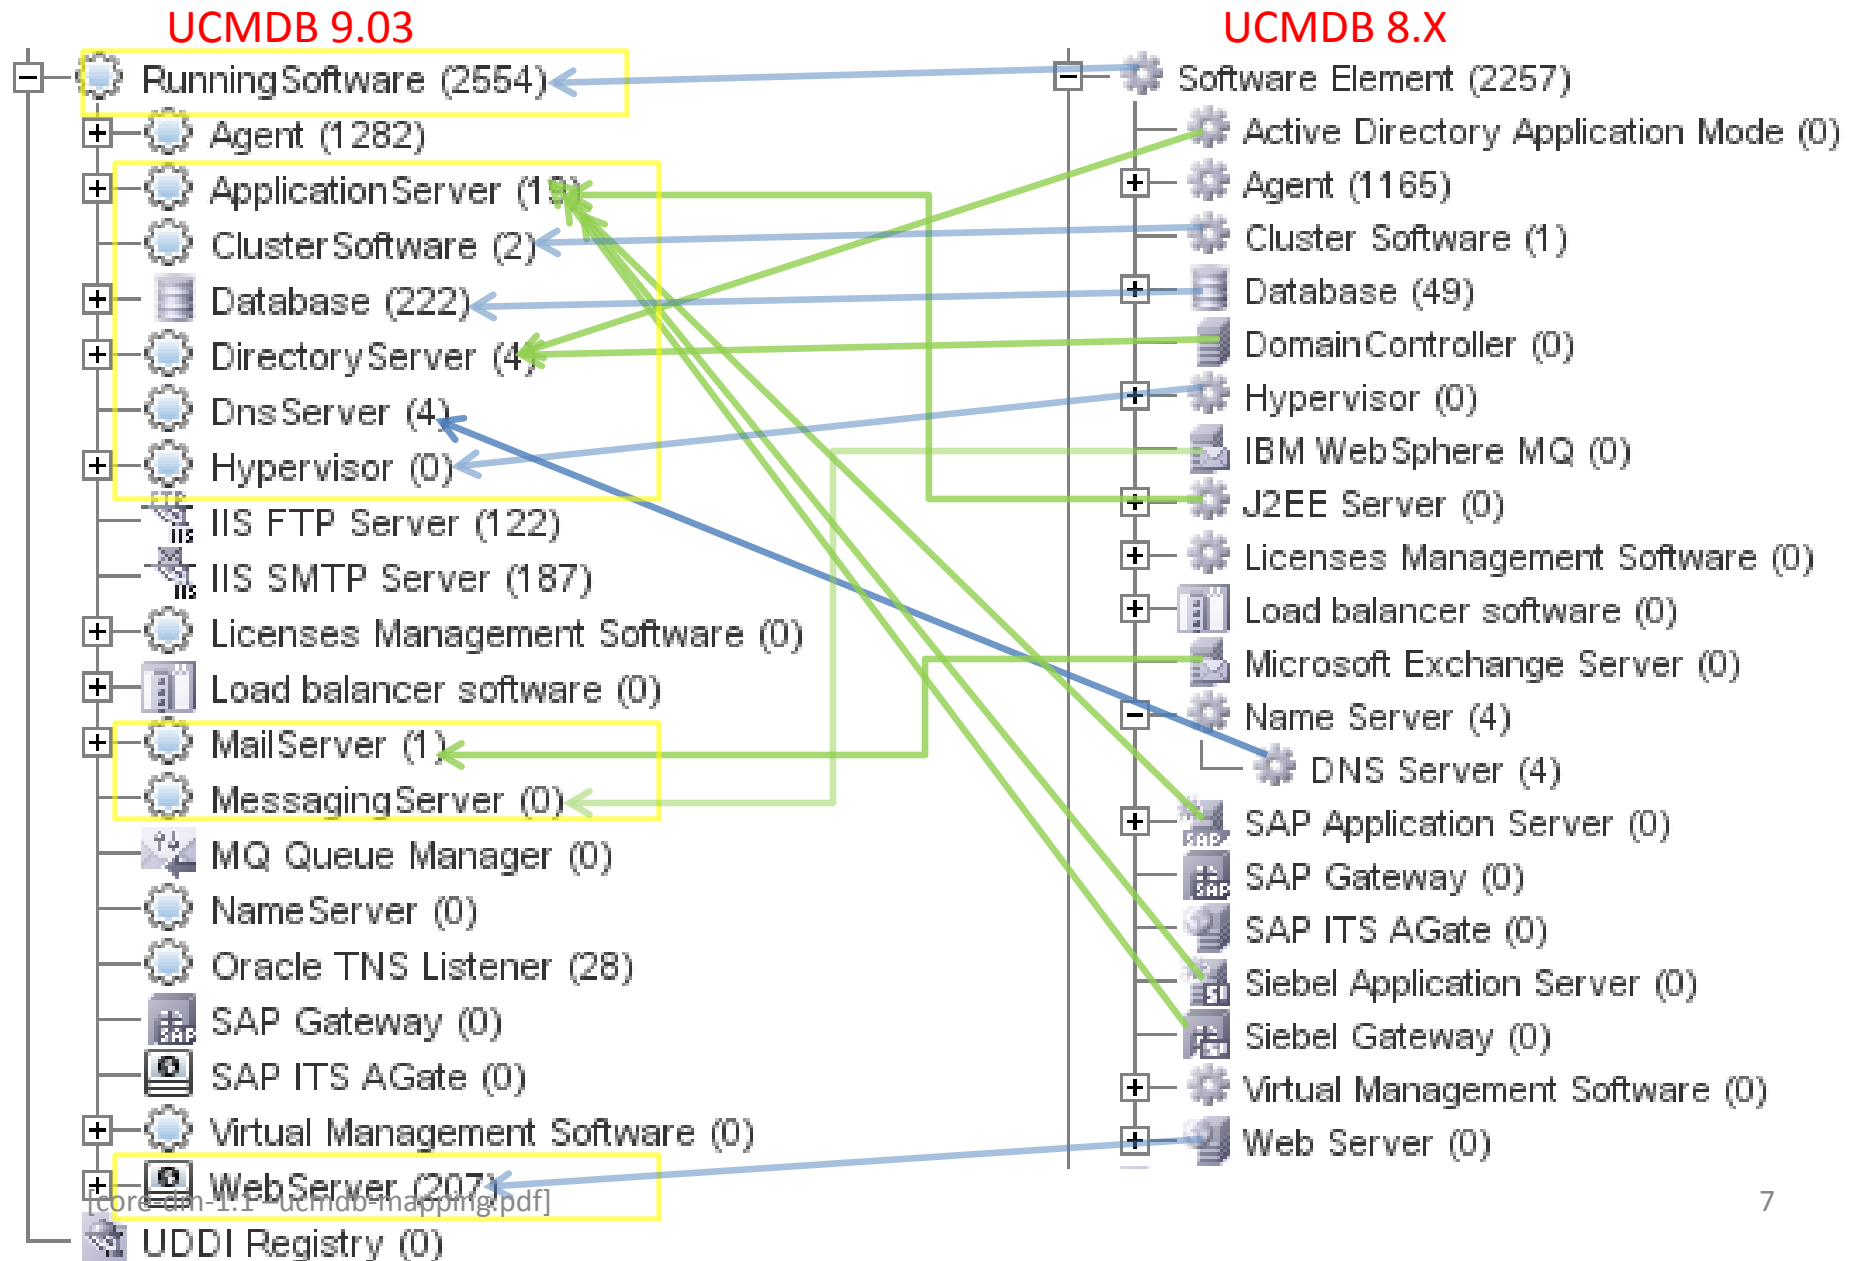 UCMDB 9.03
RunningSoftware (2554)
Agent (1282)
ApplicationServer (19)
ClusterSoftware (2)
Database (222)
DirectoryServer (4)
DnsServer (4)
Hypervisor (0)
IIS FTP Server (122)
IIS SMTP Server (187)
Licenses Management Software (0)
Load balancer software (0)
MailServer (1)
MessagingServer (0)
MQ Queue Manager (0)
NameServer (0)
Oracle TNS Listener (28)
SAP Gateway (0)
SAP ITS AGate (0)
Virtual Management Software (0)
WebServer (207)
[core-dm-1.1 -ucmdb-mapping.pdf]
UDDI Registry (0)
UCMDB 8.X
Software Element (2257)
Active Directory Application Mode (0)
Agent (1165)
Cluster Software (1)
Database (49)
DomainController (0)
Hypervisor (0)
IBM WebSphere MQ (0)
J2EE Server (0)
Licenses Management Software (0)
Load balancer software (0)
Microsoft Exchange Server (0)
Name Server (4)
DNS Server (4)
SAP Application Server (0)
SAP Gateway (0)
SAP ITS AGate (0)
Siebel Application Server (0)
Siebel Gateway (0)
Virtual Management Software (0)
Web Server (0)
7